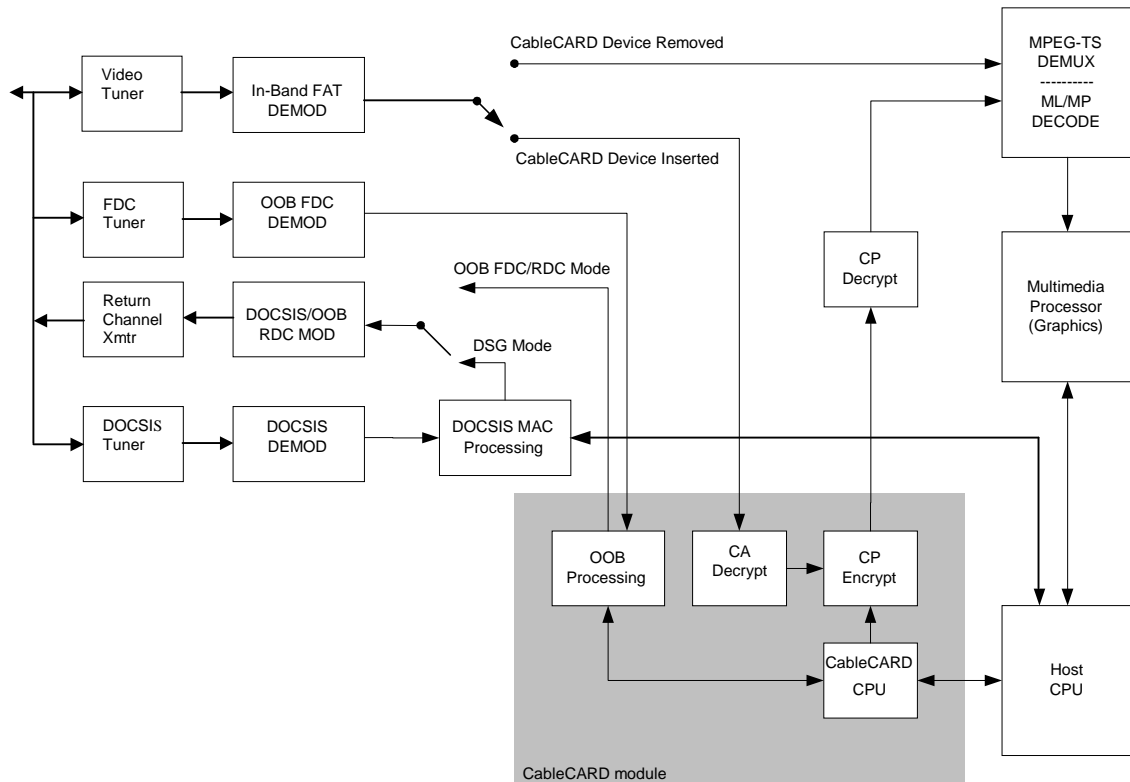 CableCARD Device Removed
MPEG-TS
DEMUX
----------
ML/MP
DECODE
Video
Tuner
In-Band FAT
DEMOD
CableCARD Device Inserted
FDC
Tuner
OOB FDC
DEMOD
CP
Decrypt
OOB FDC/RDC Mode
Multimedia
Processor
(Graphics)
Return
Channel
Xmtr
DOCSIS/OOB
RDC MOD
DSG Mode
DOCSIS
Tuner
DOCSIS
DEMOD
DOCSIS MAC
Processing
OOB
Processing
CA
Decrypt
CP
Encrypt
CableCARD
CPU
Host
CPU
CableCARD module